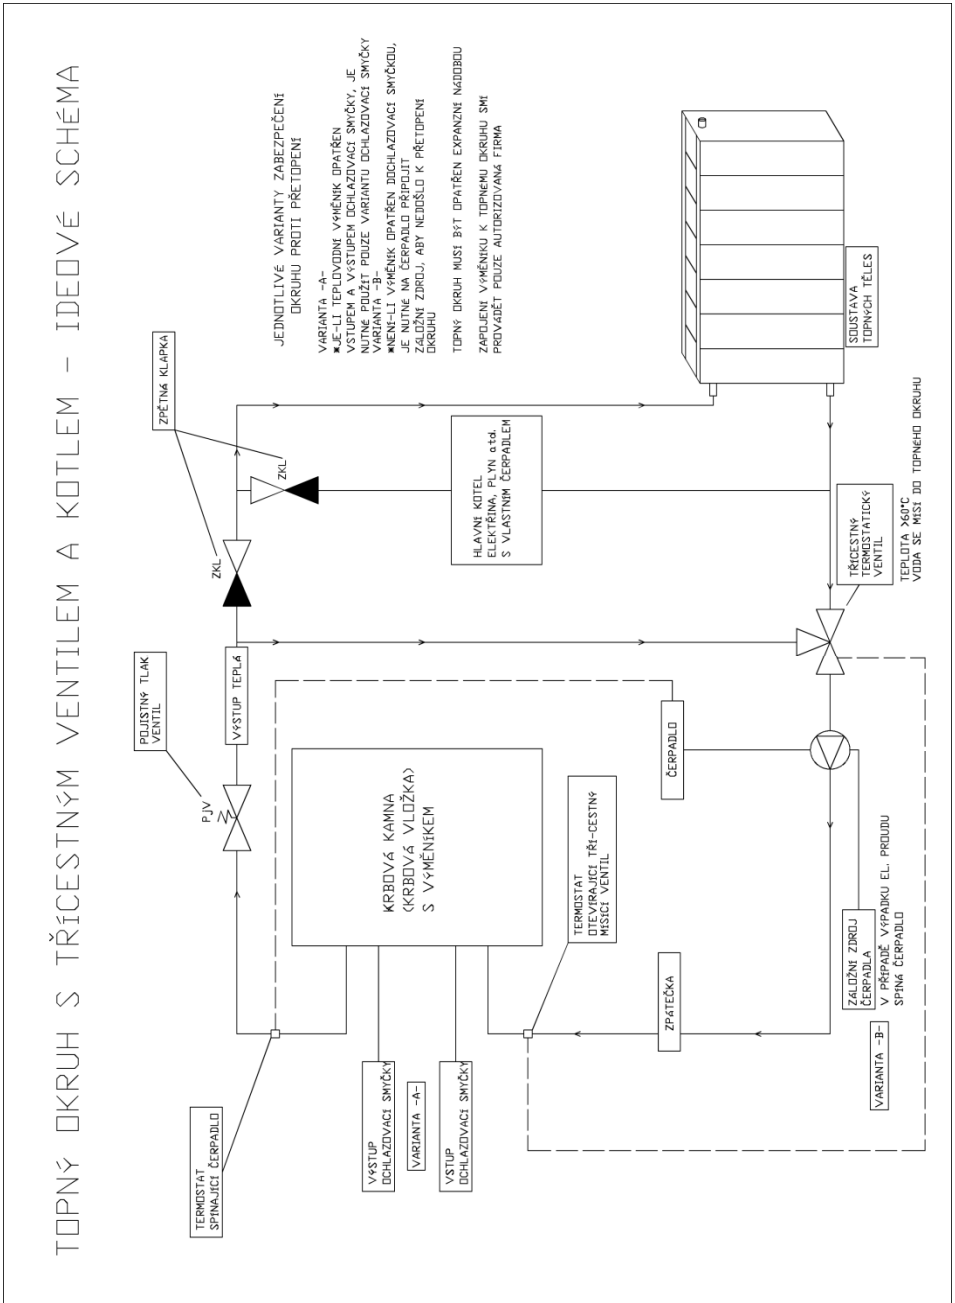 TOPNÝ OKRUH S TŘÍCESTNÝM VENTILEM A KOTLEM - IDEOVÉ SCHÉMA
TERMOSTAT
SPÍNAJÍCÍ ČERPADLO
POJISTNÝ TLAK
VENTIL
PJV
VÝSTUP TEPLÁ
ZKL
ZPĚTNÁ KLAPKA
ZKL
JEDNOTLIVÉ VARIANTY ZABEZPEČENÍ
OKRUHU PROTI PŘETOPENÍ
VARIANTA -A-
*JE-LI TEPLOVODNÍ VÝMĚNÍK OPATŘEN
VSTUPEM A VÝSTUPEM OCHLAZOVACÍ SMYČKY, JE
NUTNÉ POUŽÍT POUZE VARIANTU OCHLAZOVACÍ SMYČKY
VARIANTA -B-
*NENÍ-LI VÝMĚNÍK OPATŘEN DOCHLAZOVACÍ SMYČKOU,
JE NUTNÉ NA ČERPADLO PŘIPOJIT
ZÁLOŽNÍ ZDROJ, ABY NEDOŠLO K PŘETOPENÍ
OKRUHU
TOPNÝ OKRUH MUSÍ BÝT OPATŘEN EXPANZNÍ NÁDOBOU
ZAPOJENÍ VÝMĚNÍKU K TOPNÉMU OKRUHU SMÍ
PROVÁDĚT POUZE AUTORIZOVANÁ FIRMA
VÝSTUP
OCHLAZOVACÍ SMYČKY
VARIANTA -A-
VSTUP
OCHLAZOVACÍ SMYČKY
KRBOVÁ KAMNA
(KRBOVÁ VLOŽKA)
S VÝMĚNÍKEM
HLAVNÍ KOTEL
ELEKTŘINA, PLYN atd.
S VLASTNÍM ČERPADLEM
TERMOSTAT
OTEVÍRAJÍCÍ TŘÍ-CESTNÝ
MÍSÍCÍ VENTIL
ČERPADLO
ZPÁTEČKA
SOUSTAVA
TOPNÝCH TĚLES
TŘÍCESTNÝ
TERMOSTATICKÝ
VENTIL
TEPLOTA >60°C
VODA SE MÍSÍ DO TOPNÉHO OKRUHU
ZÁLOŽNÍ ZDROJ
ČERPADLA
V PŘÍPADĚ VÝPADKU EL. PROUDU
SPÍNÁ ČERPADLO
VARIANTA -B-